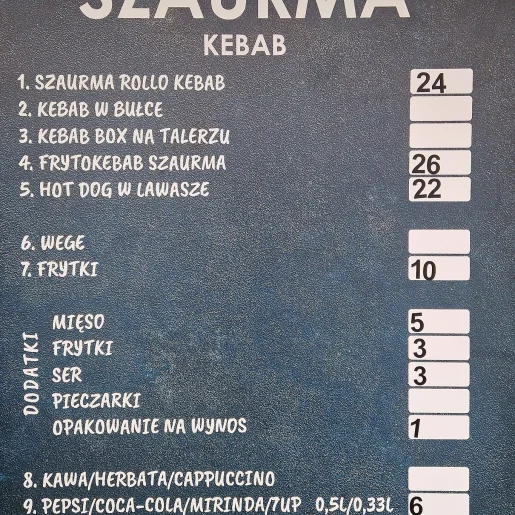 SZAURMA
KEBAB
1. SZAURMA ROLLO KEBAB 24
2. KEBAB W BUŁCE
3. KEBAB BOX NA TALERZU
4. FRYTOKEBAB SZAURMA 26
5. HOT DOG W LAWASZE 22
6. WEGE
7. FRYTKI 10
DODATKI
MIĘSO 5
FRYTKI 3
SER 3
PIECZARKI
OPAKOWANIE NA WYNOS 1
8. KAWA/HERBATA/CAPPUCCINO
9. PEPSI/COCA-COLA/MIRINDA/7UP 0,5L/0,33L 6